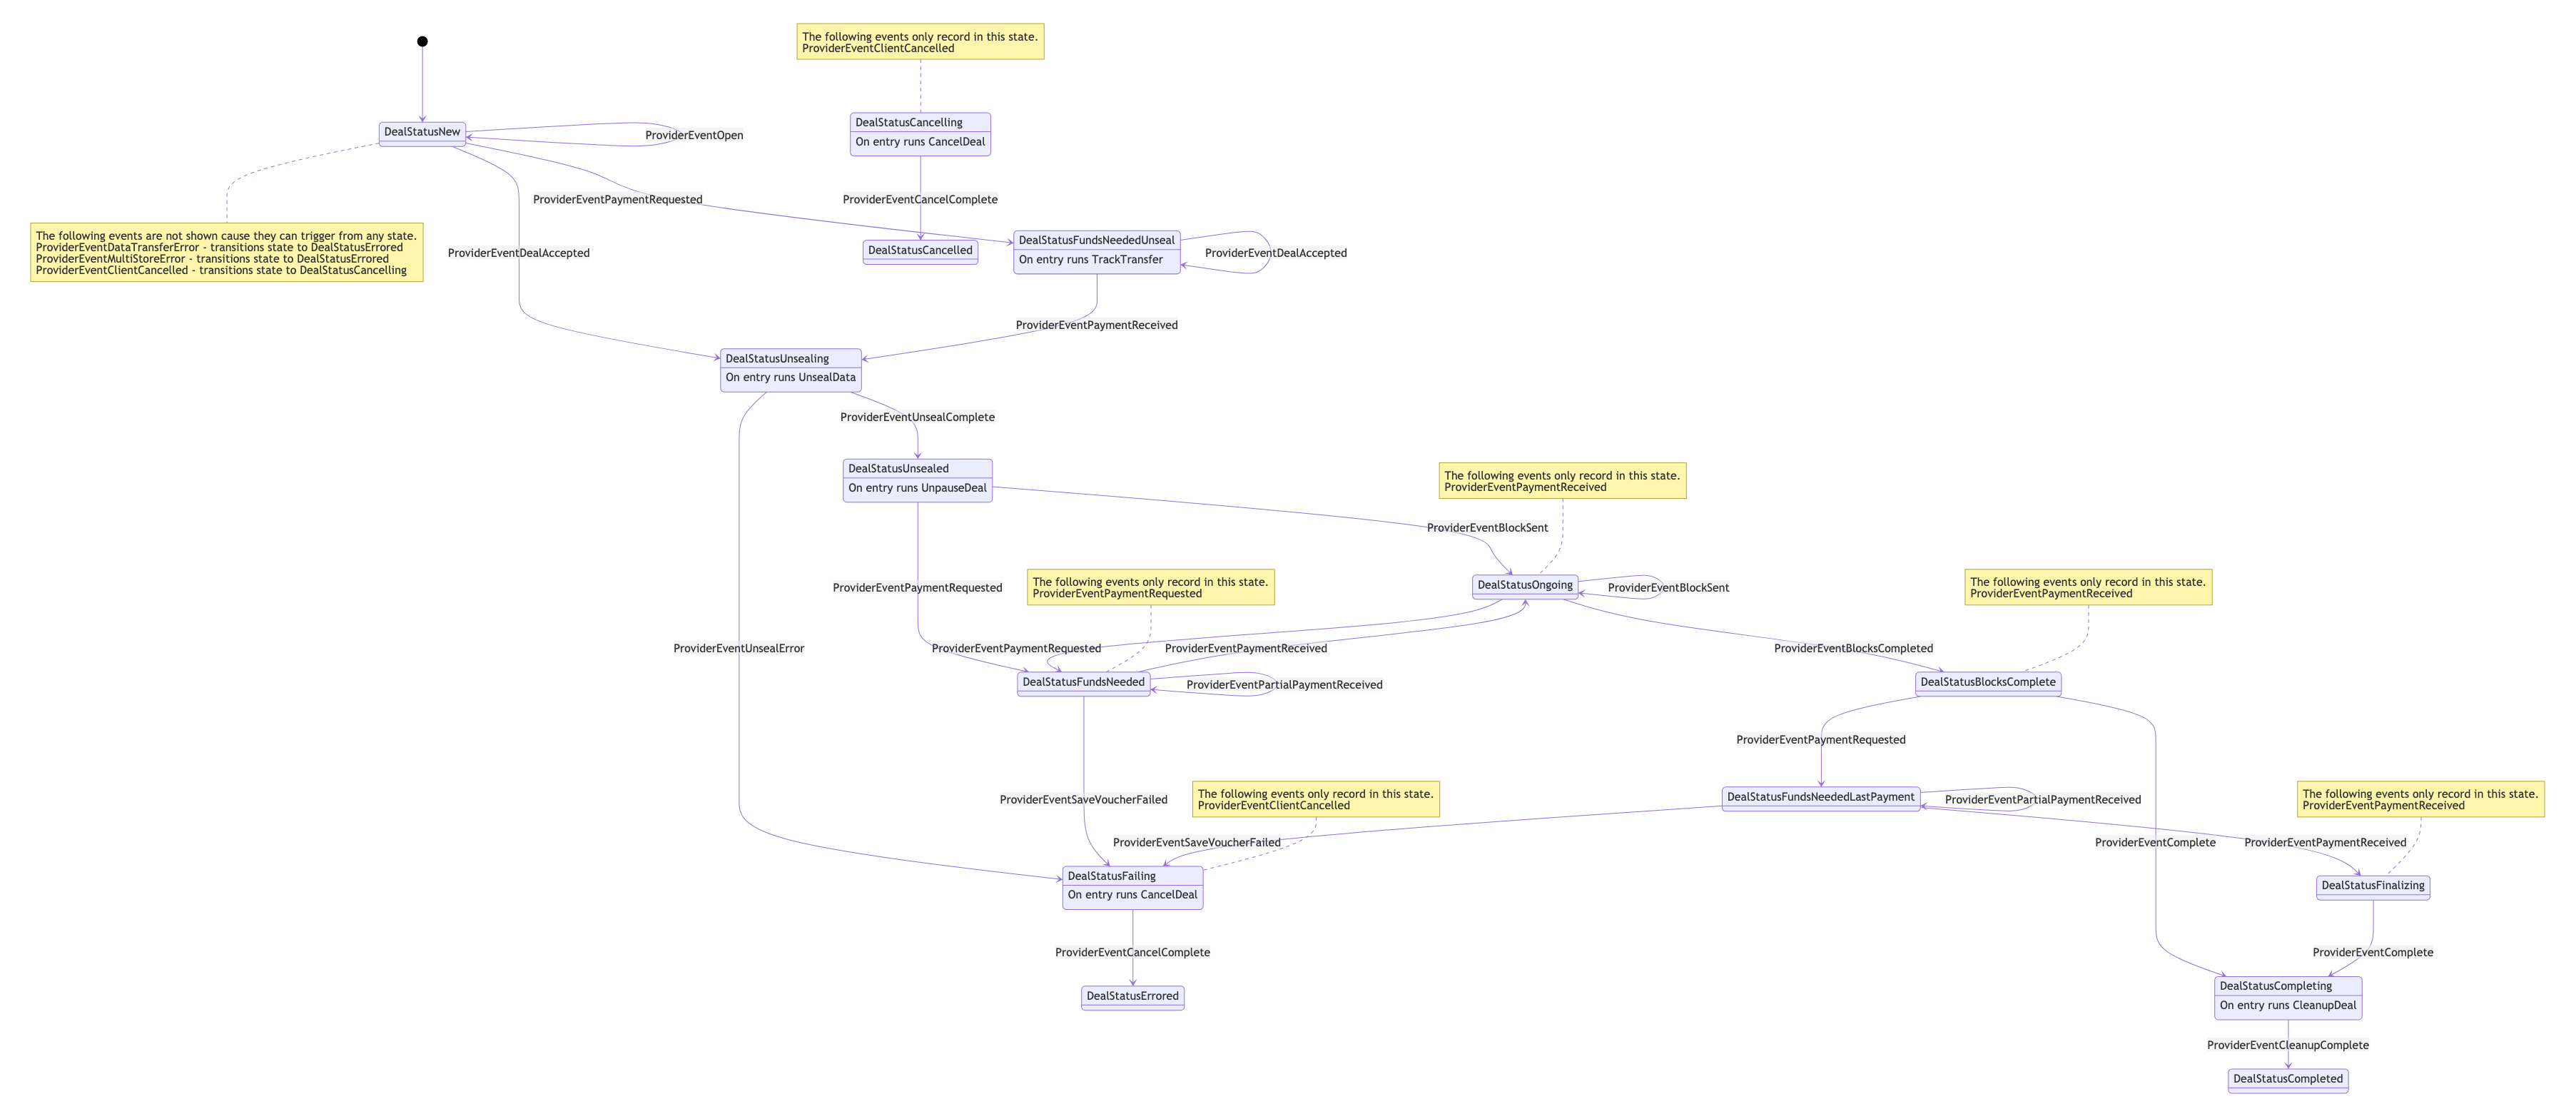 The following events only record in this state.
ProviderEventClientCancelled
DealStatusNew
ProviderEventOpen
DealStatusCancelling
On entry runs CancelDeal
ProviderEventPaymentRequested
ProviderEventCancelComplete
The following events are not shown cause they can trigger from any state.
ProviderEventDataTransferError - transitions state to DealStatusErrored
ProviderEventMultiStoreError - transitions state to DealStatusErrored
ProviderEventClientCancelled - transitions state to DealStatusCancelling
ProviderEventDealAccepted
DealStatusCancelled
DealStatusFundsNeededUnseal
On entry runs TrackTransfer
ProviderEventDealAccepted
ProviderEventPaymentReceived
DealStatusUnsealing
On entry runs UnsealData
ProviderEventUnsealComplete
DealStatusUnsealed
On entry runs UnpauseDeal
The following events only record in this state.
ProviderEventPaymentReceived
ProviderEventBlockSent
ProviderEventPaymentRequested
The following events only record in this state.
ProviderEventPaymentRequested
DealStatusOngoing
ProviderEventBlockSent
The following events only record in this state.
ProviderEventPaymentReceived
ProviderEventUnsealError
ProviderEventPaymentRequested
ProviderEventPaymentReceived
ProviderEventBlocksCompleted
DealStatusFundsNeeded
ProviderEventPartialPaymentReceived
DealStatusBlocksComplete
ProviderEventPaymentRequested
ProviderEventSaveVoucherFailed
The following events only record in this state.
ProviderEventClientCancelled
DealStatusFundsNeededLastPayment
ProviderEventPartialPaymentReceived
The following events only record in this state.
ProviderEventPaymentReceived
ProviderEventSaveVoucherFailed
ProviderEventComplete
ProviderEventPaymentReceived
DealStatusFailing
On entry runs CancelDeal
DealStatusFinalizing
ProviderEventCancelComplete
ProviderEventComplete
DealStatusErrored
DealStatusCompleting
On entry runs CleanupDeal
ProviderEventCleanupComplete
DealStatusCompleted